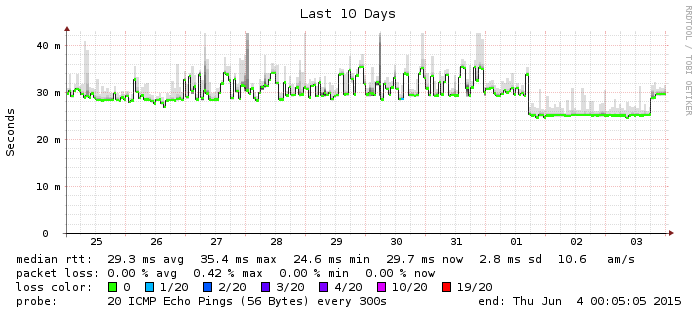 Last 10 Days
RRDTOOL / TOBI OETIKER
Seconds
40 m
30 m
20 m
10 m
0
25 26 27 28 29 30 31 01 02 03
median rtt: 29.3 ms avg 35.4 ms max 24.6 ms min 29.7 ms now 2.8 ms sd 10.6 am/s
packet loss: 0.00 % avg 0.42 % max 0.00 % min 0.00 % now
loss color: 0 1/20 2/20 3/20 4/20 10/20 19/20
probe: 20 ICMP Echo Pings (56 Bytes) every 300s end: Thu Jun 4 00:05:05 2015